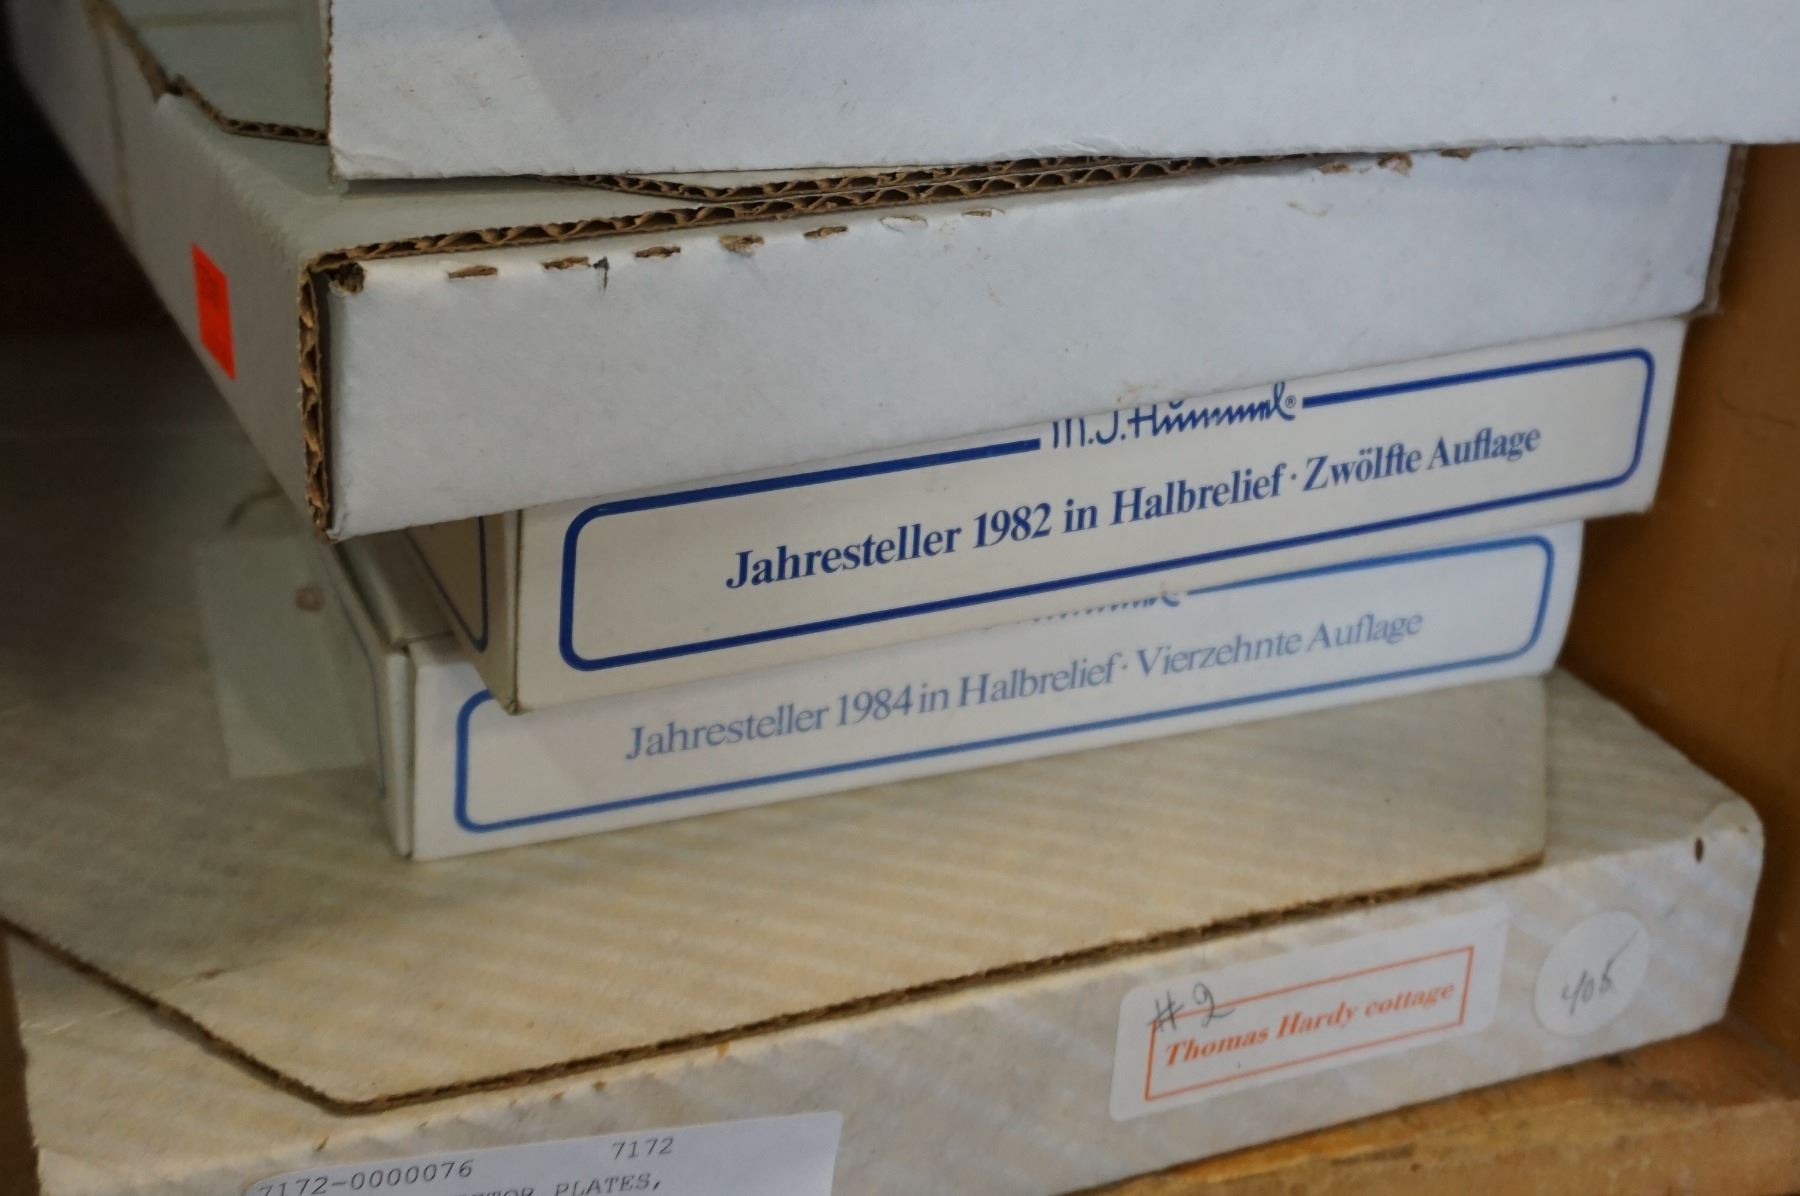 M.J.Hummel®
Jahresteller 1982 in Halbrelief · Zwölfte Auflage
Jahresteller 1984 in Halbrelief · Vierzehnte Auflage
#2
Thomas Hardy cottage
405
7172
7172-0000076
PLATES,